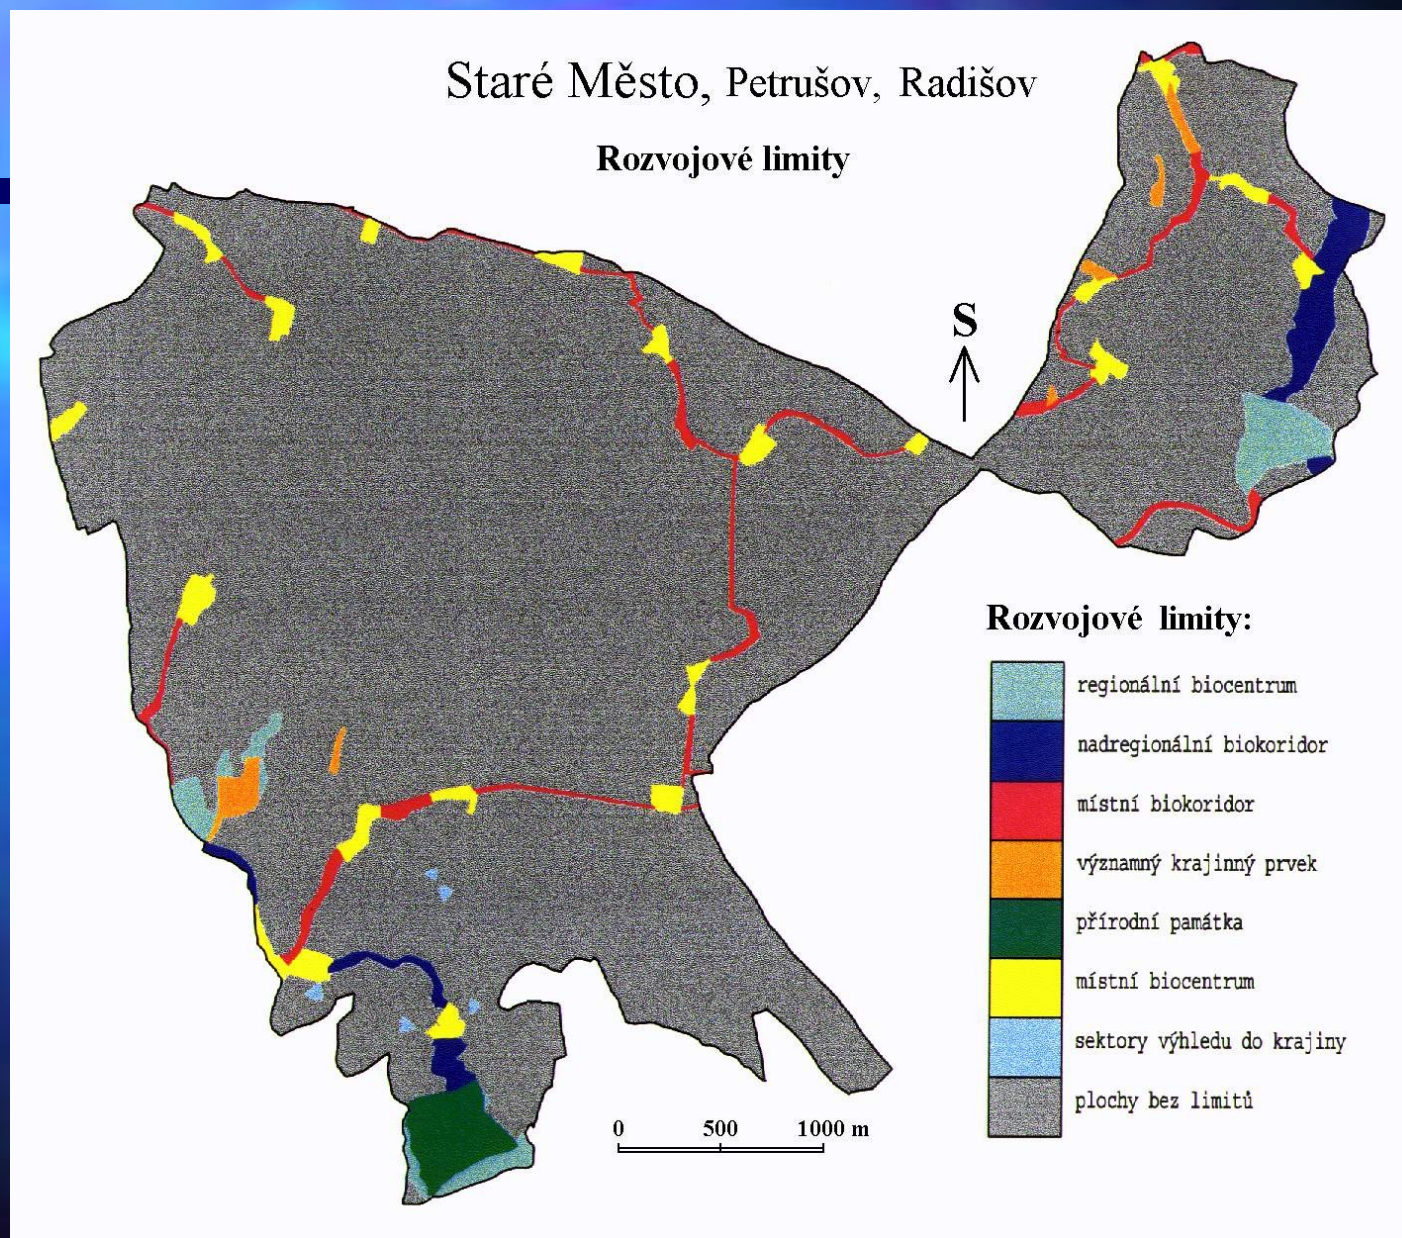 Staré Město, Petrušov, Radišov
Rozvojové limity
S
Rozvojové limity:
regionální biocentrum
nadregionální biokoridor
místní biokoridor
význámný krajinný prvek
přírodní památka
místní biocentrum
sektory výhledu do krajiny
plochy bez limitů
0 500 1000 m